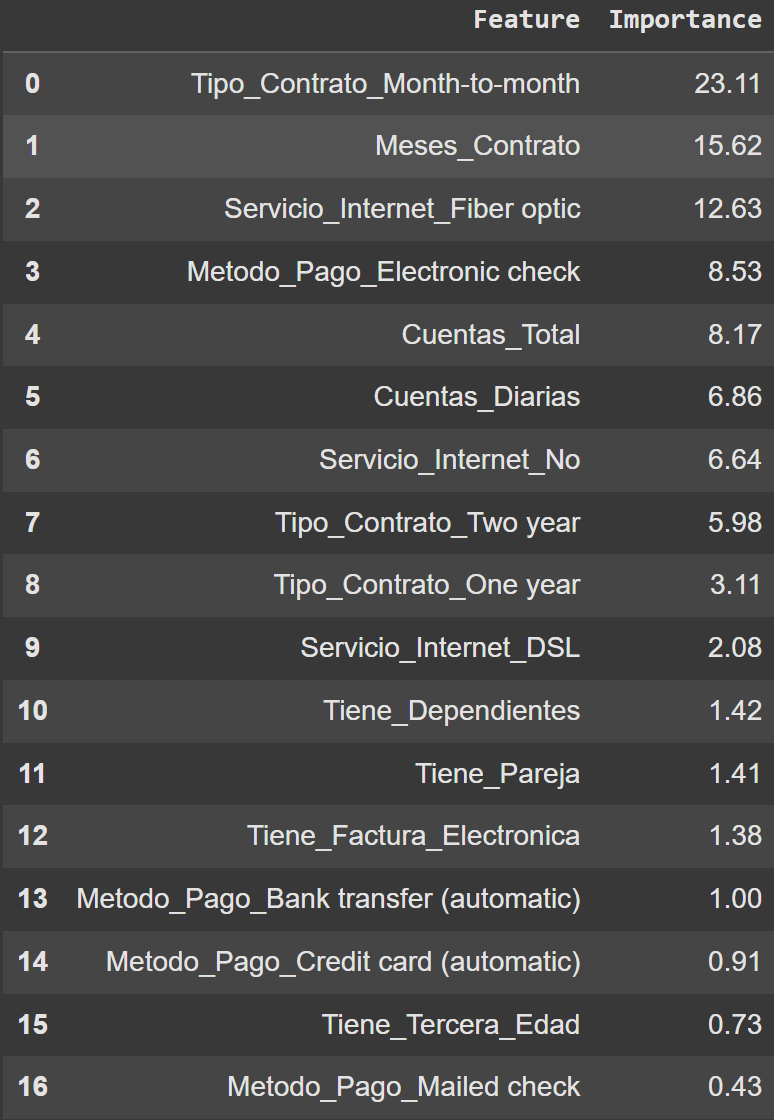 Feature Importance
0 Tipo_Contrato_Month-to-month 23.11
1 Meses_Contrato 15.62
2 Servicio_Internet_Fiber optic 12.63
3 Metodo_Pago_Electronic check 8.53
4 Cuentas_Total 8.17
5 Cuentas_Diarias 6.86
6 Servicio_Internet_No 6.64
7 Tipo_Contrato_Two year 5.98
8 Tipo_Contrato_One year 3.11
9 Servicio_Internet_DSL 2.08
10 Tiene_Dependientes 1.42
11 Tiene_Pareja 1.41
12 Tiene_Factura_Electronica 1.38
13 Metodo_Pago_Bank transfer (automatic) 1.00
14 Metodo_Pago_Credit card (automatic) 0.91
15 Tiene_Tercera_Edad 0.73
16 Metodo_Pago_Mailed check 0.43